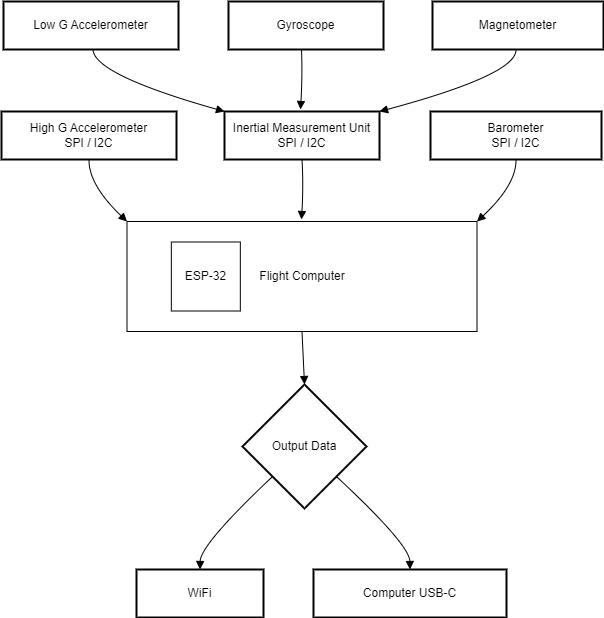 Low G Accelerometer
Gyroscope
Magnetometer
High G Accelerometer
SPI / I2C
Inertial Measurement Unit
SPI / I2C
Barometer
SPI / I2C
ESP-32
Flight Computer
Output Data
WiFi
Computer USB-C